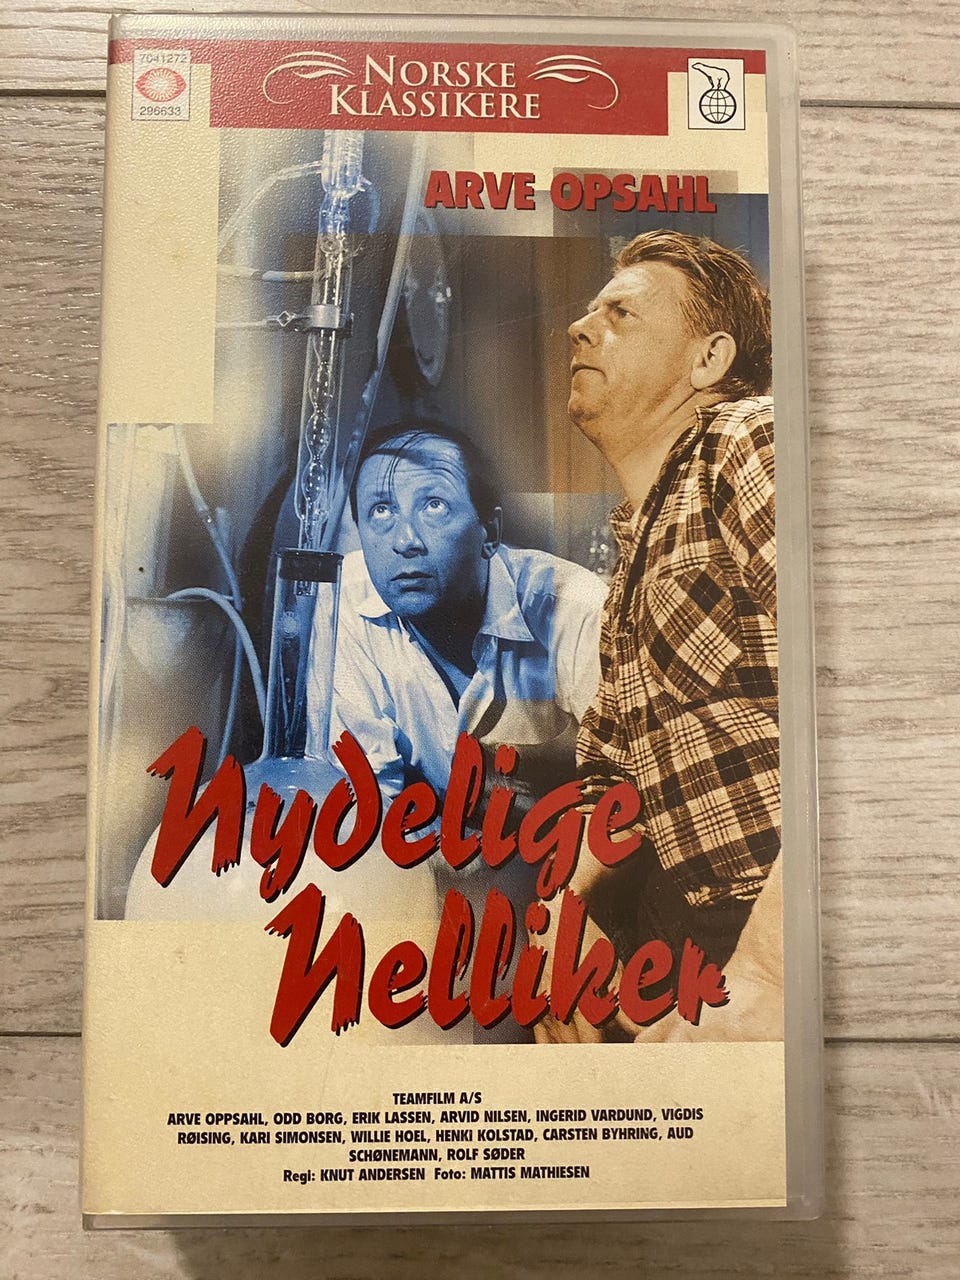 7041272
296633
NORSKE
KLASSIKERE
ARVE OPSAHL
Nydelige
Nelliker
TEAMFILM A/S
ARVE OPPSAHL, ODD BORG, ERIK LASSEN, ARVID NILSEN, INGERID VARDUND, VIGDIS
RØISING, KARI SIMONSEN, WILLIE HOEL, HENKI KOLSTAD, CARSTEN BYHRING, AUD
SCHØNEMANN, ROLF SØDER
Regi: KNUT ANDERSEN Foto: MATTIS MATHIESEN